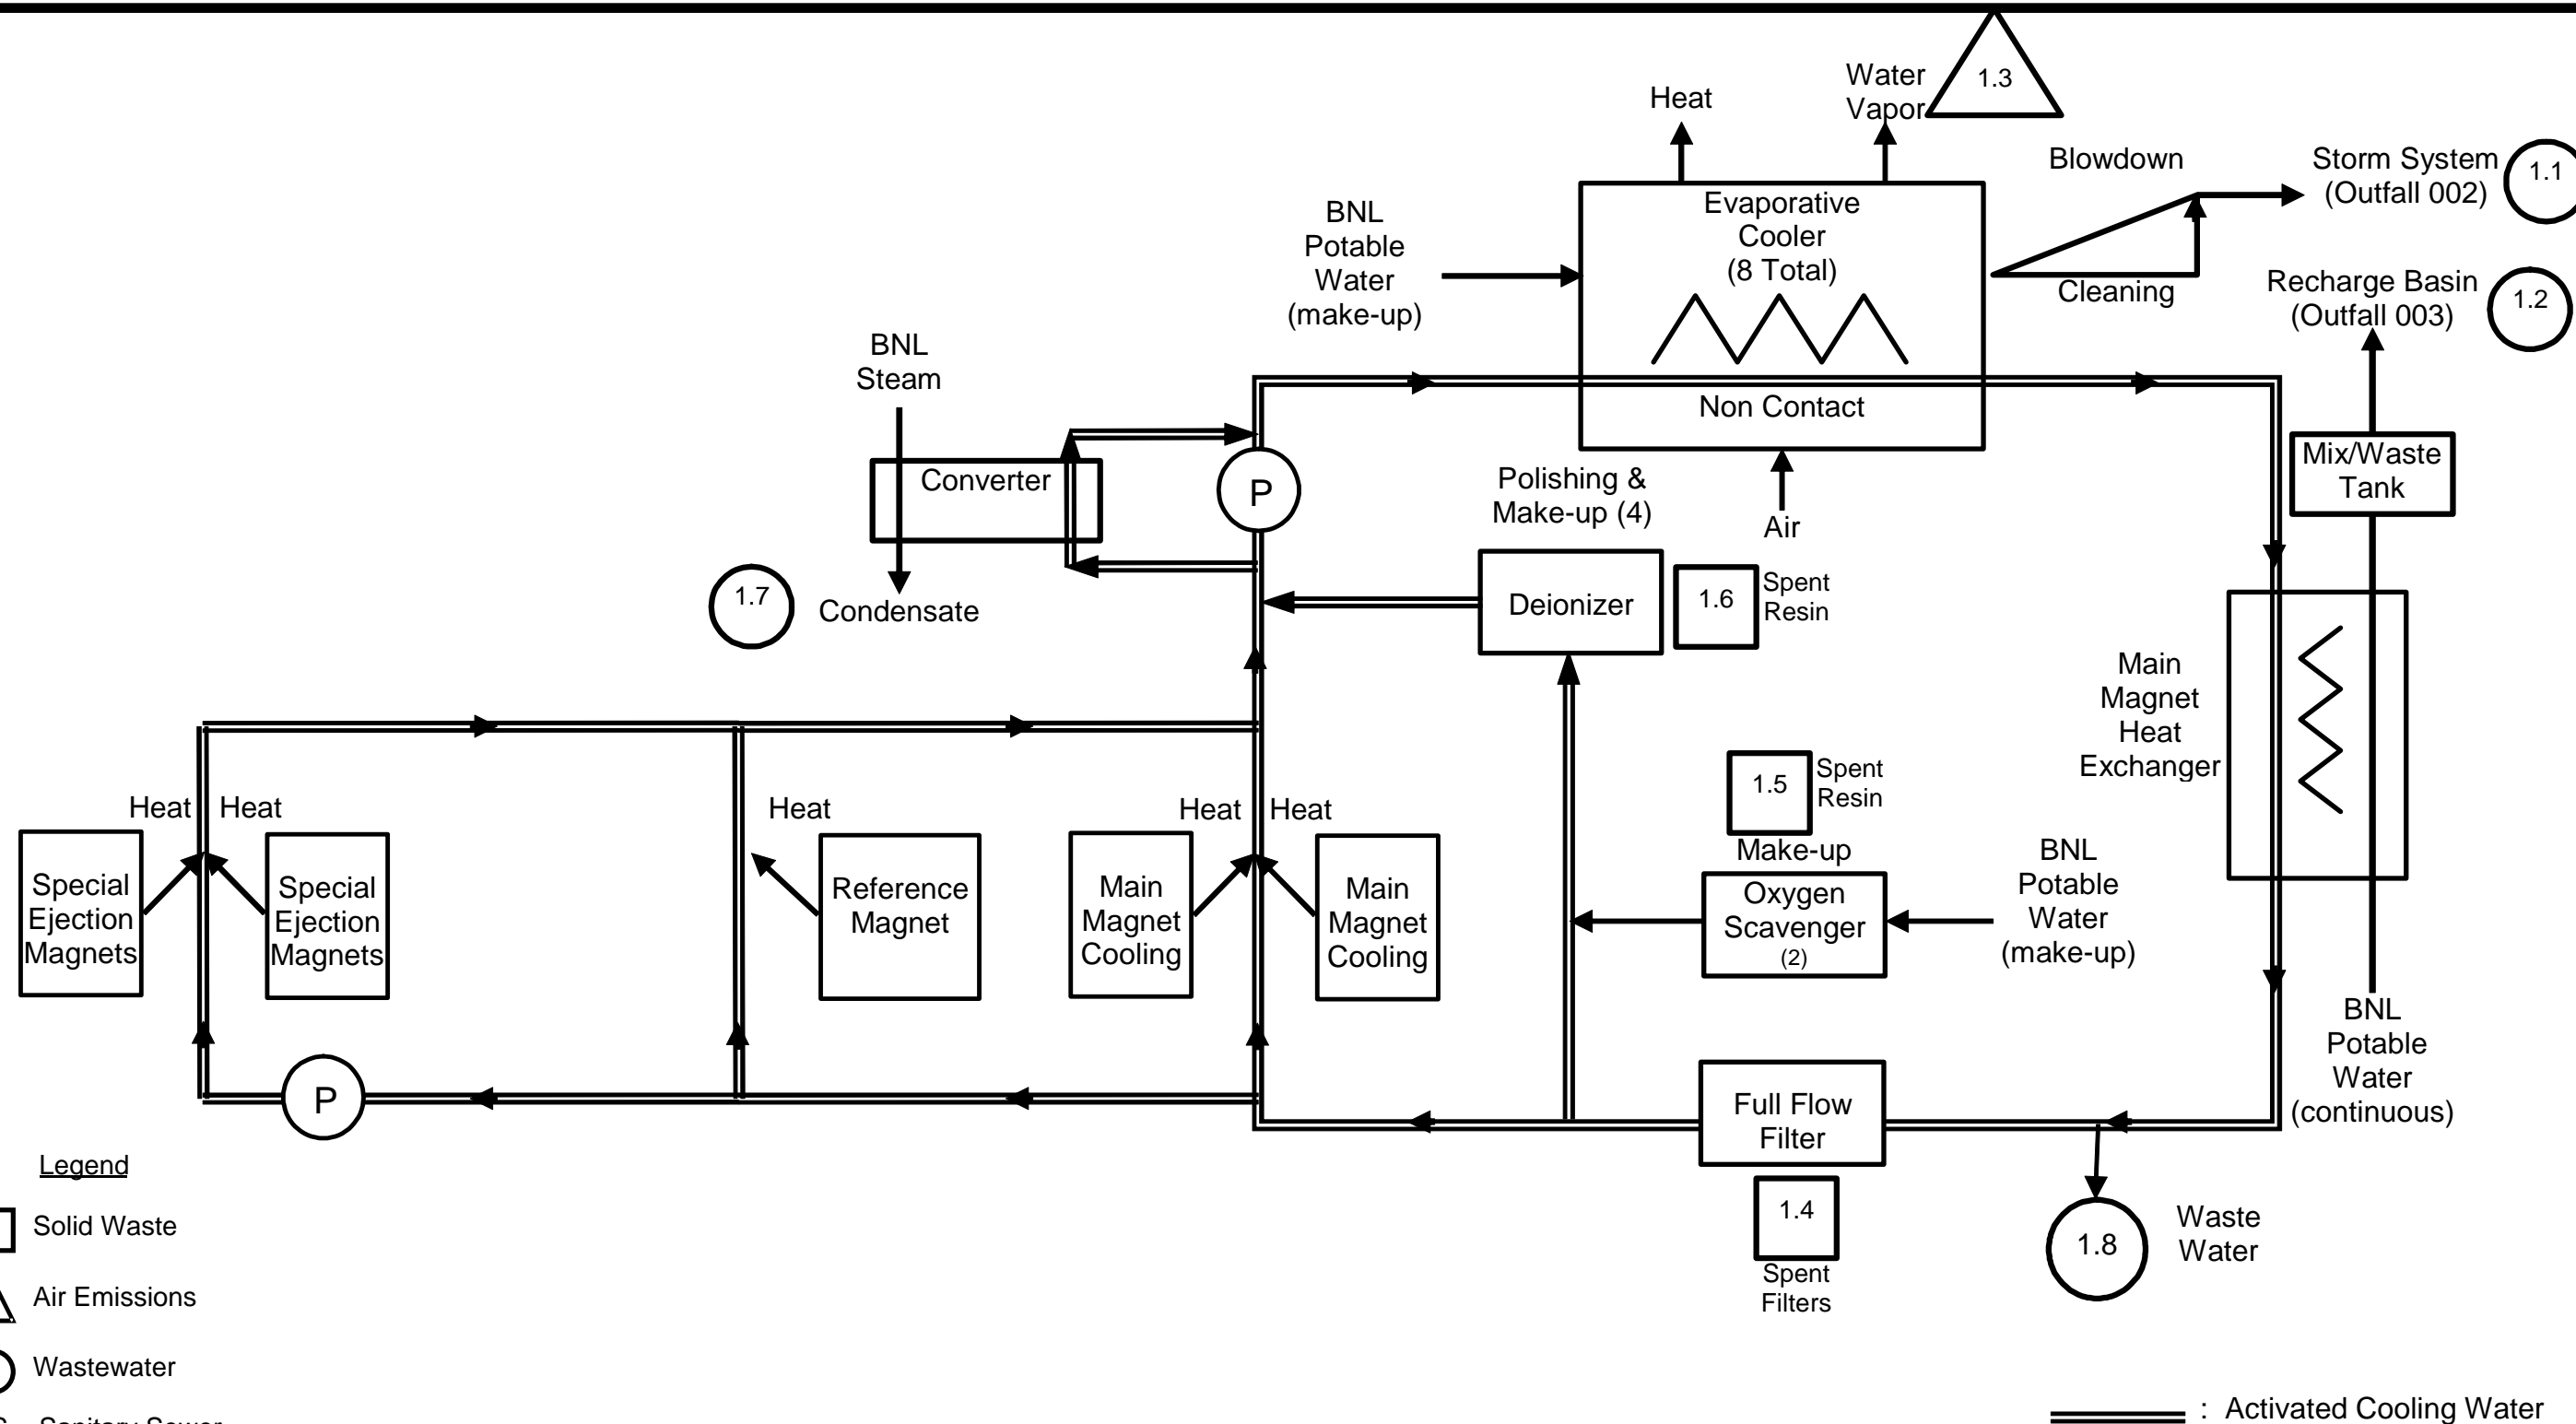 Water
Vapor
1.3
Heat
Blowdown
Storm System
(Outfall 002)
1.1
BNL
Potable
Water
(make-up)
Evaporative
Cooler
(8 Total)
Cleaning
Recharge Basin
(Outfall 003)
1.2
BNL
Steam
Non Contact
Converter
P
Polishing &
Make-up (4)
Air
Mix/Waste
Tank
1.7
Condensate
Deionizer
1.6
Spent
Resin
Main
Magnet
Heat
Exchanger
1.5
Spent
Resin
Heat
Heat
Heat
Heat
Heat
Special
Ejection
Magnets
Special
Ejection
Magnets
Reference
Magnet
Main
Magnet
Cooling
Main
Magnet
Cooling
Make-up
Oxygen
Scavenger
(2)
BNL
Potable
Water
(make-up)
BNL
Potable
Water
(continuous)
P
Full Flow
Filter
1.4
Spent
Filters
1.8
Waste
Water
Legend
Solid Waste
Air Emissions
Wastewater
Sanitary Sewer
: Activated Cooling Water